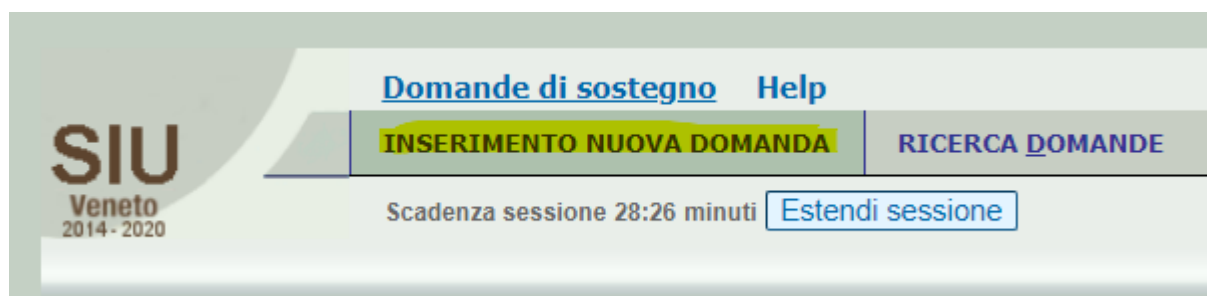 Domande di sostegno Help
INSERIMENTO NUOVA DOMANDA RICERCA DOMANDE
SIU
Veneto
2014-2020
Scadenza sessione 28:26 minuti Estendi sessione